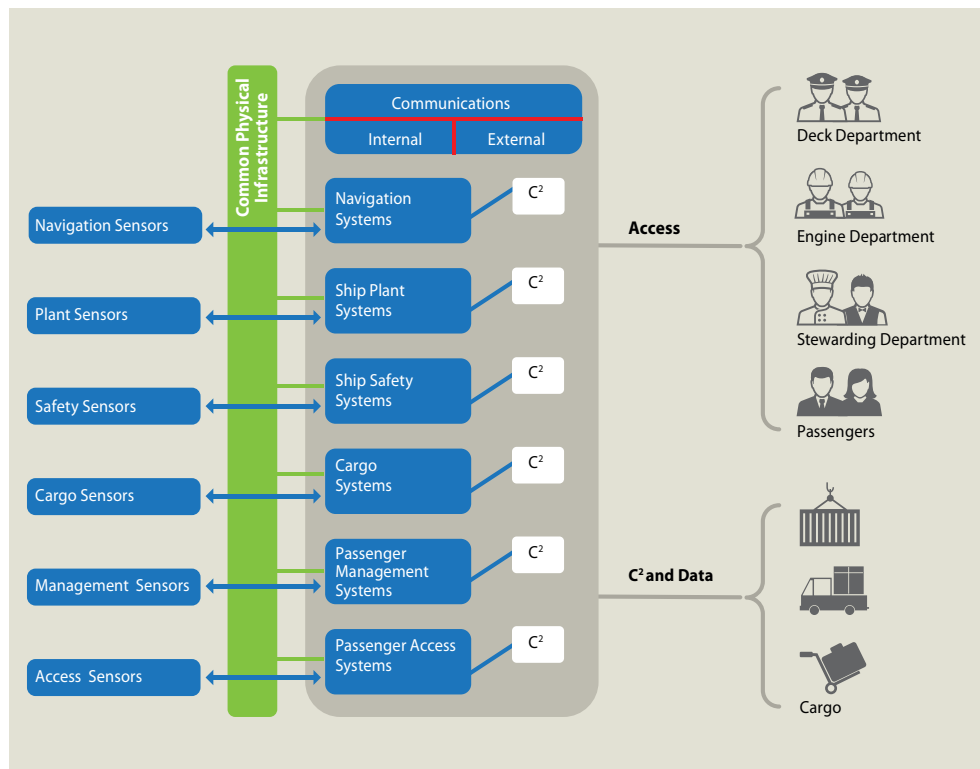 Common Physical
Infrastructure
Communications
Internal
External
Navigation Sensors
Navigation
Systems
C²
Plant Sensors
Ship Plant
Systems
C²
Safety Sensors
Ship Safety
Systems
C²
Cargo Sensors
Cargo
Systems
C²
Management Sensors
Passenger
Management
Systems
C²
Access Sensors
Passenger Access
Systems
C²
Access
Deck Department
Engine Department
Stewarding Department
Passengers
C² and Data
Cargo